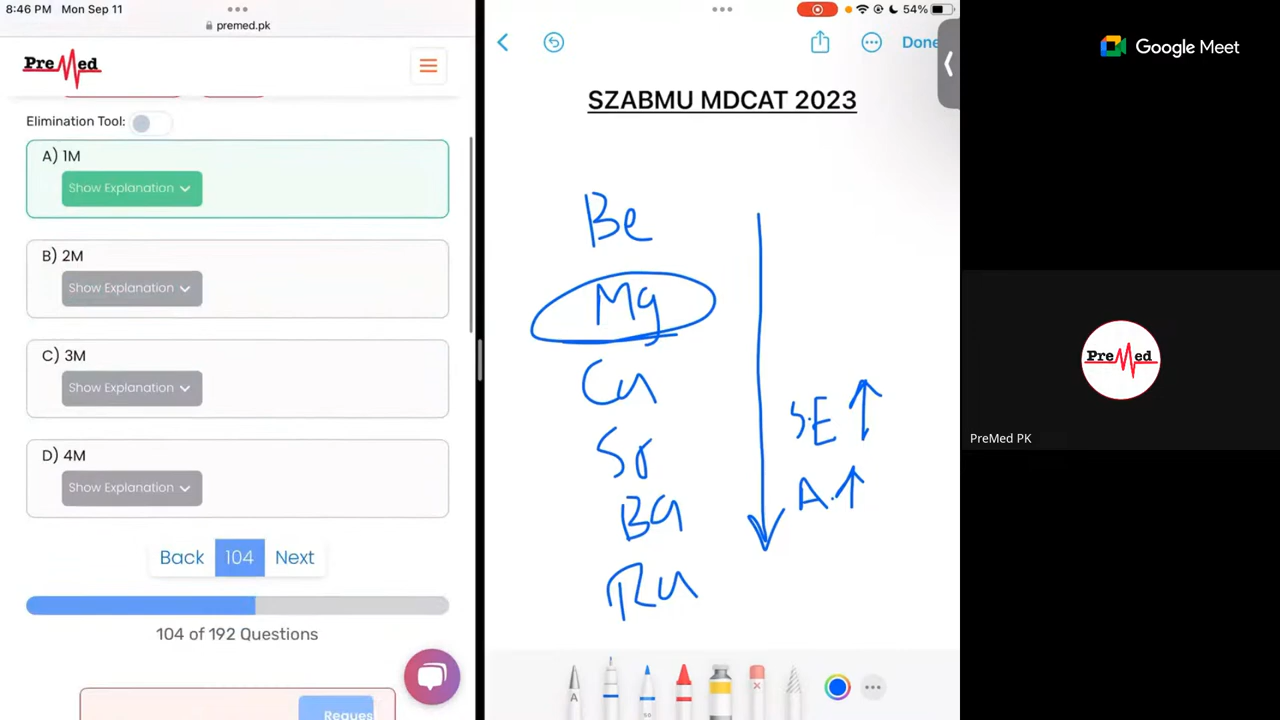 8:46 PM Mon Sep 11
premed.pk
PreMed
Elimination Tool:
A) 1M
Show Explanation
B) 2M
Show Explanation
C) 3M
Show Explanation
D) 4M
Show Explanation
Back 104 Next
104 of 192 Questions
Reques
54%
Done
SZABMU MDCAT 2023
Be
Mg
Ca
Sr
Ba
Ra
S.E ↑
A.↑
A
50
Google Meet
PreMed
PreMed PK